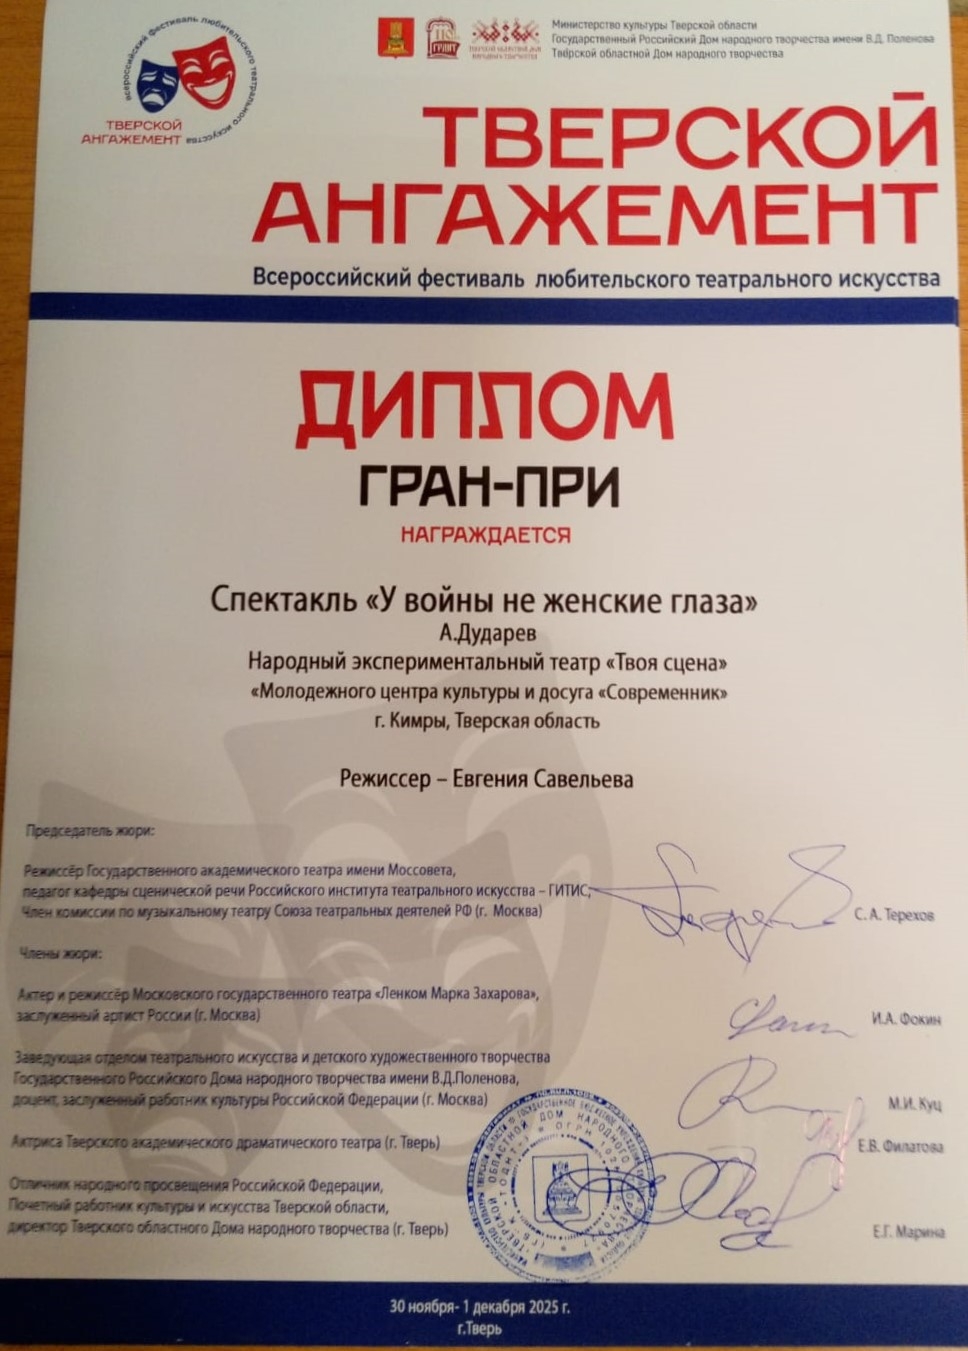 Всероссийский фестиваль любительского театрального искусства
ТВЕРСКОЙ
АНГАЖЕМЕНТ
Министерство культуры Тверской области
Государственный Российский Дом народного творчества имени В.Д. Поленова
Тверской областной Дом народного творчества
ТВЕРСКОЙ
АНГАЖЕМЕНТ
Всероссийский фестиваль любительского театрального искусства
ДИПЛОМ
ГРАН-ПРИ
НАГРАЖДАЕТСЯ
Спектакль «У войны не женские глаза»
А.Дударев
Народный экспериментальный театр «Твоя сцена»
«Молодежного центра культуры и досуга «Современник»
г. Кимры, Тверская область
Режиссер – Евгения Савельева
Председатель жюри:
Режиссёр Государственного академического театра имени Моссовета,
педагог кафедры сценической речи Российского института театрального искусства – ГИТИС,
Член комиссии по музыкальному театру Союза театральных деятелей РФ (г. Москва)
С. А. Терехов
Члены жюри:
Актер и режиссёр Московского государственного театра «Ленком Марка Захарова»,
заслуженный артист России (г. Москва)
И.А. Фокин
Заведующая отделом театрального искусства и детского художественного творчества
Государственного Российского Дома народного творчества имени В.Д.Поленова,
доцент, заслуженный работник культуры Российской Федерации (г. Москва)
М.И. Куц
Актриса Тверского академического драматического театра (г. Тверь)
Е.В. Филатова
Отличник народного просвещения Российской Федерации,
Почетный работник культуры и искусства Тверской области,
директор Тверского областного Дома народного творчества (г. Тверь)
Е.Г. Марина
30 ноября- 1 декабря 2025 г.
г.Тверь